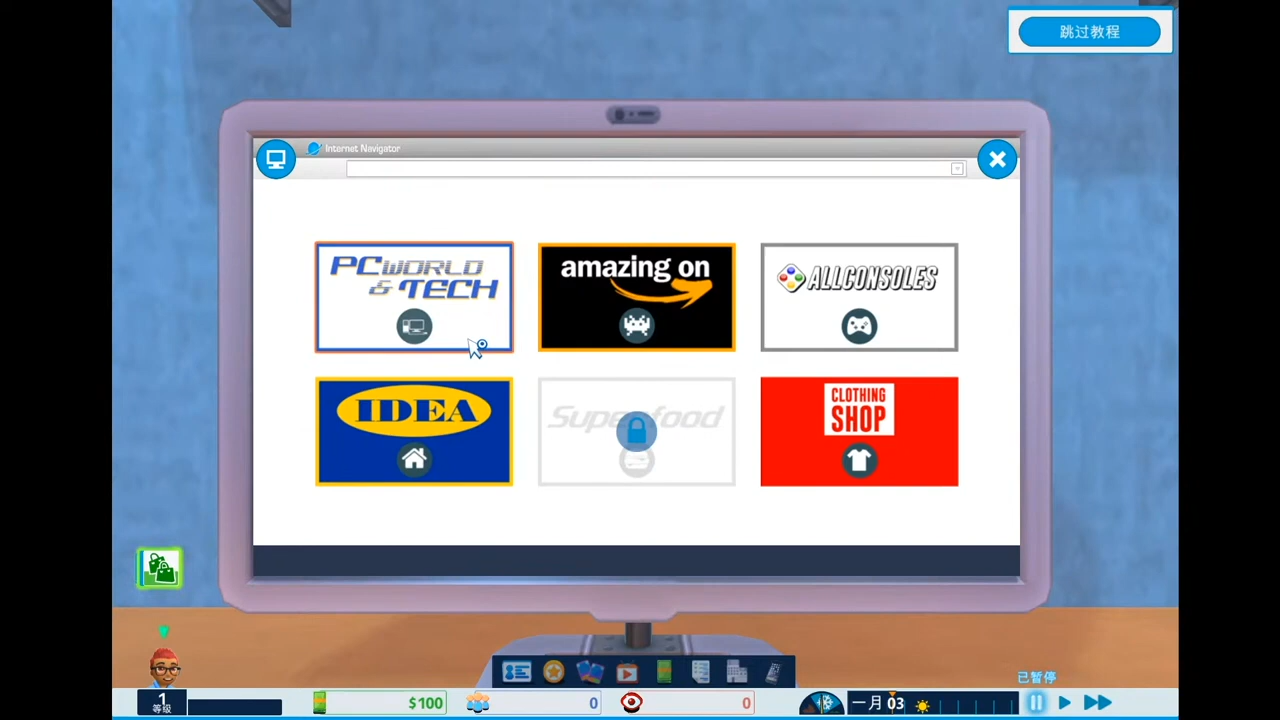 跳过教程
Internet Navigator
PC WORLD
& TECH
amazing on
ALLCONSOLES
IDEA
Superfood
CLOTHING
SHOP
已暂停
1
等级
$100
0
0
一月 03